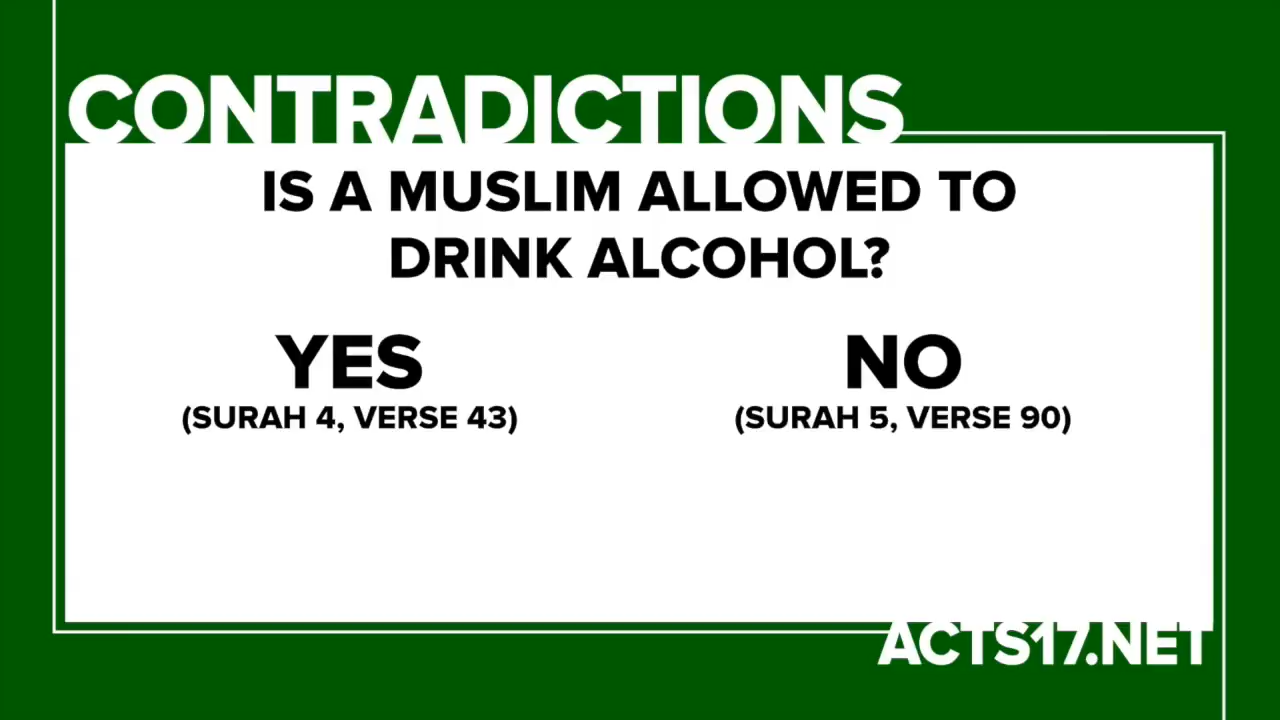 CONTRADICTIONS
IS A MUSLIM ALLOWED TO
DRINK ALCOHOL?
YES
NO
(SURAH 4, VERSE 43)
(SURAH 5, VERSE 90)
ACTS17.NET